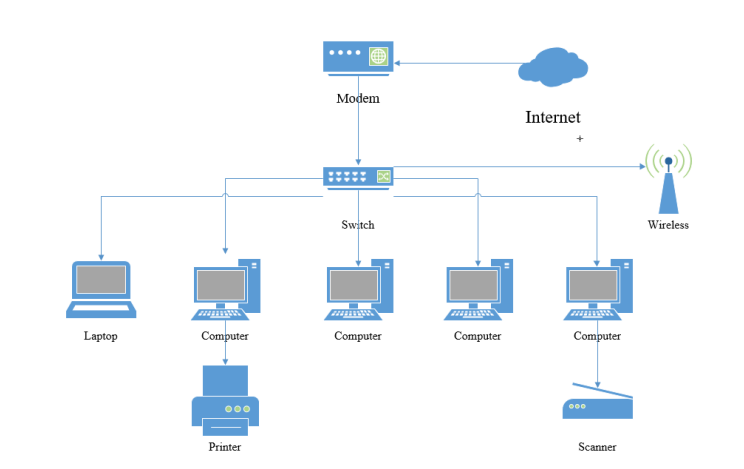 Modem
Internet
+
Switch
Wireless
Laptop
Computer
Computer
Computer
Computer
Printer
Scanner